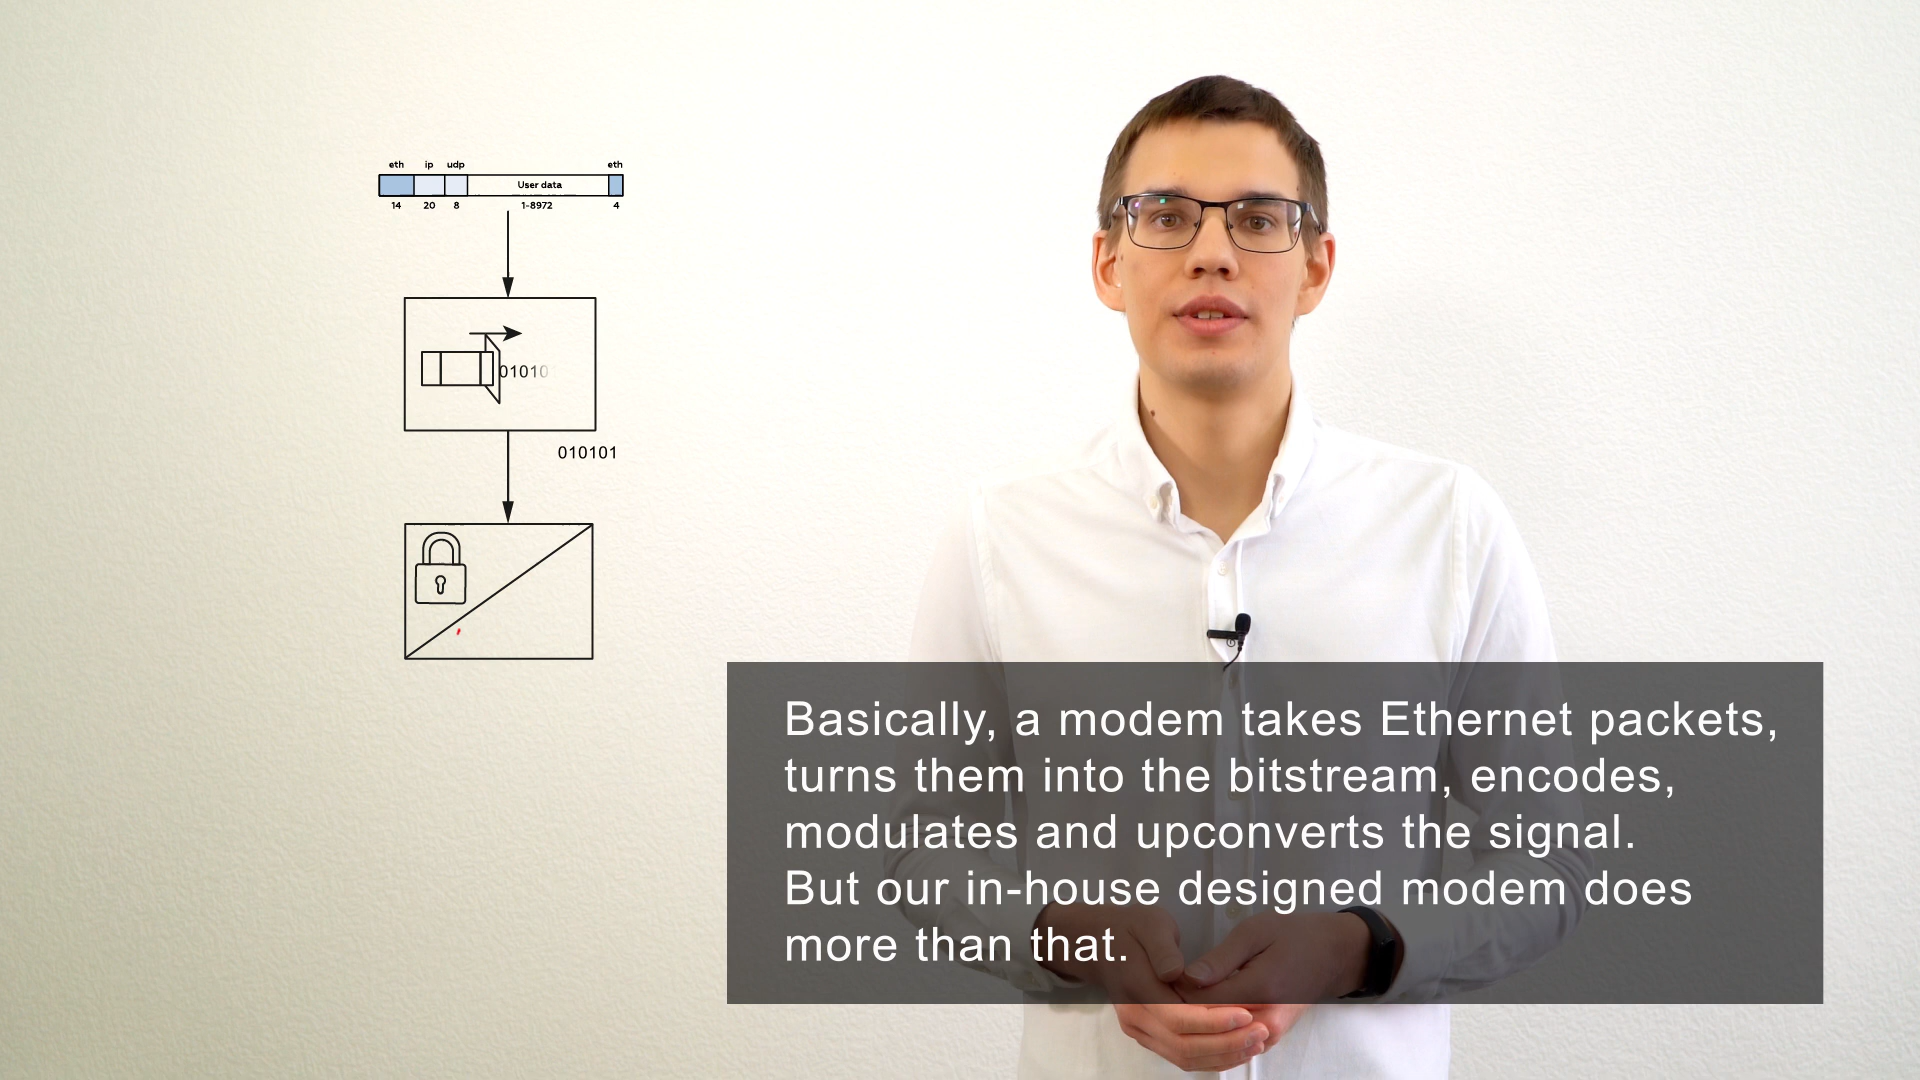 eth ip udp eth
User data
14 20 8 1-8972 4
01010
010101
Basically, a modem takes Ethernet packets,
turns them into the bitstream, encodes,
modulates and upconverts the signal.
But our in-house designed modem does
more than that.